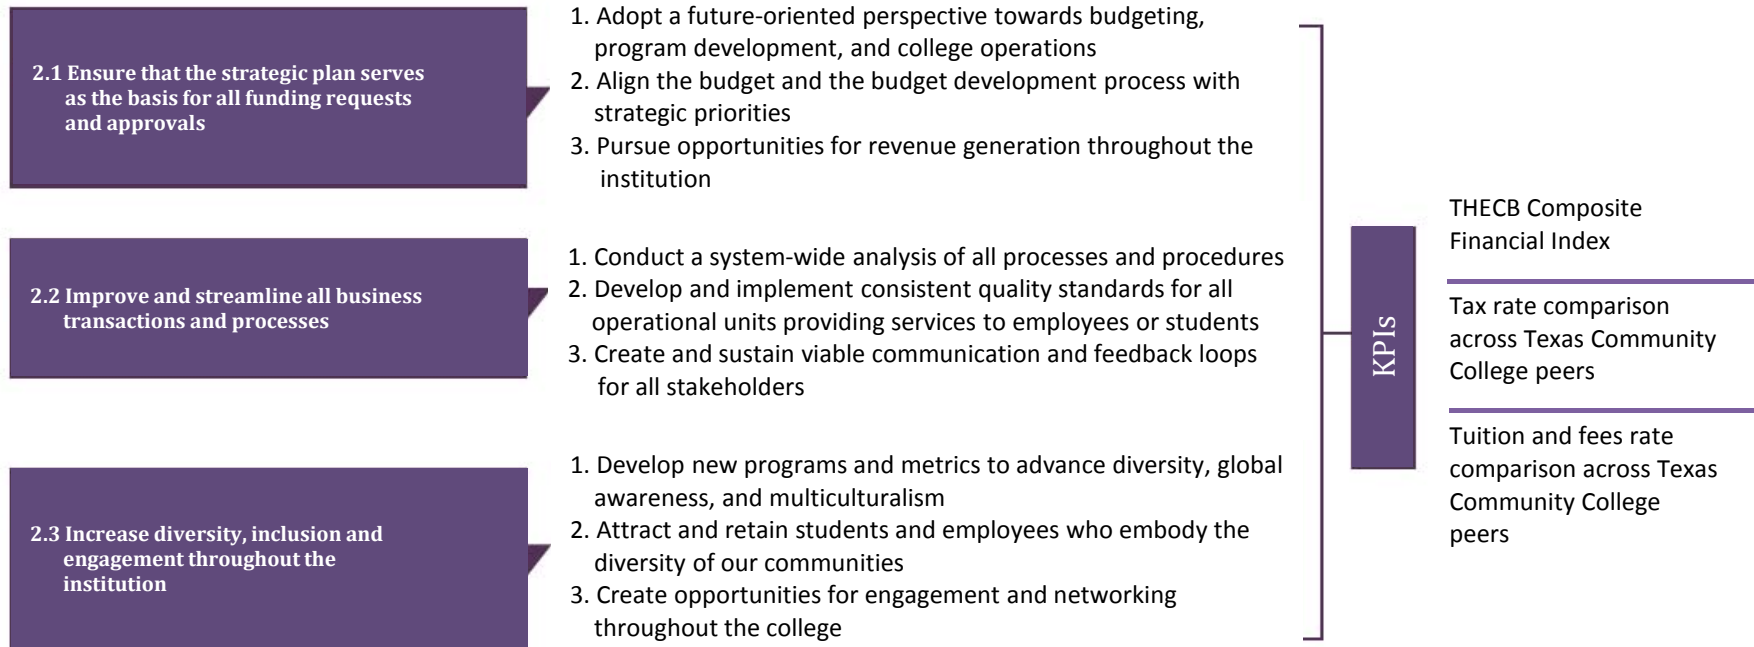 2.1 Ensure that the strategic plan serves
as the basis for all funding requests
and approvals
1. Adopt a future-oriented perspective towards budgeting,
program development, and college operations
2. Align the budget and the budget development process with
strategic priorities
3. Pursue opportunities for revenue generation throughout the
institution
2.2 Improve and streamline all business
transactions and processes
1. Conduct a system-wide analysis of all processes and procedures
2. Develop and implement consistent quality standards for all
operational units providing services to employees or students
3. Create and sustain viable communication and feedback loops
for all stakeholders
2.3 Increase diversity, inclusion and
engagement throughout the
institution
1. Develop new programs and metrics to advance diversity, global
awareness, and multiculturalism
2. Attract and retain students and employees who embody the
diversity of our communities
3. Create opportunities for engagement and networking
throughout the college
KPIs
THECB Composite
Financial Index
Tax rate comparison
across Texas Community
College peers
Tuition and fees rate
comparison across Texas
Community College
peers